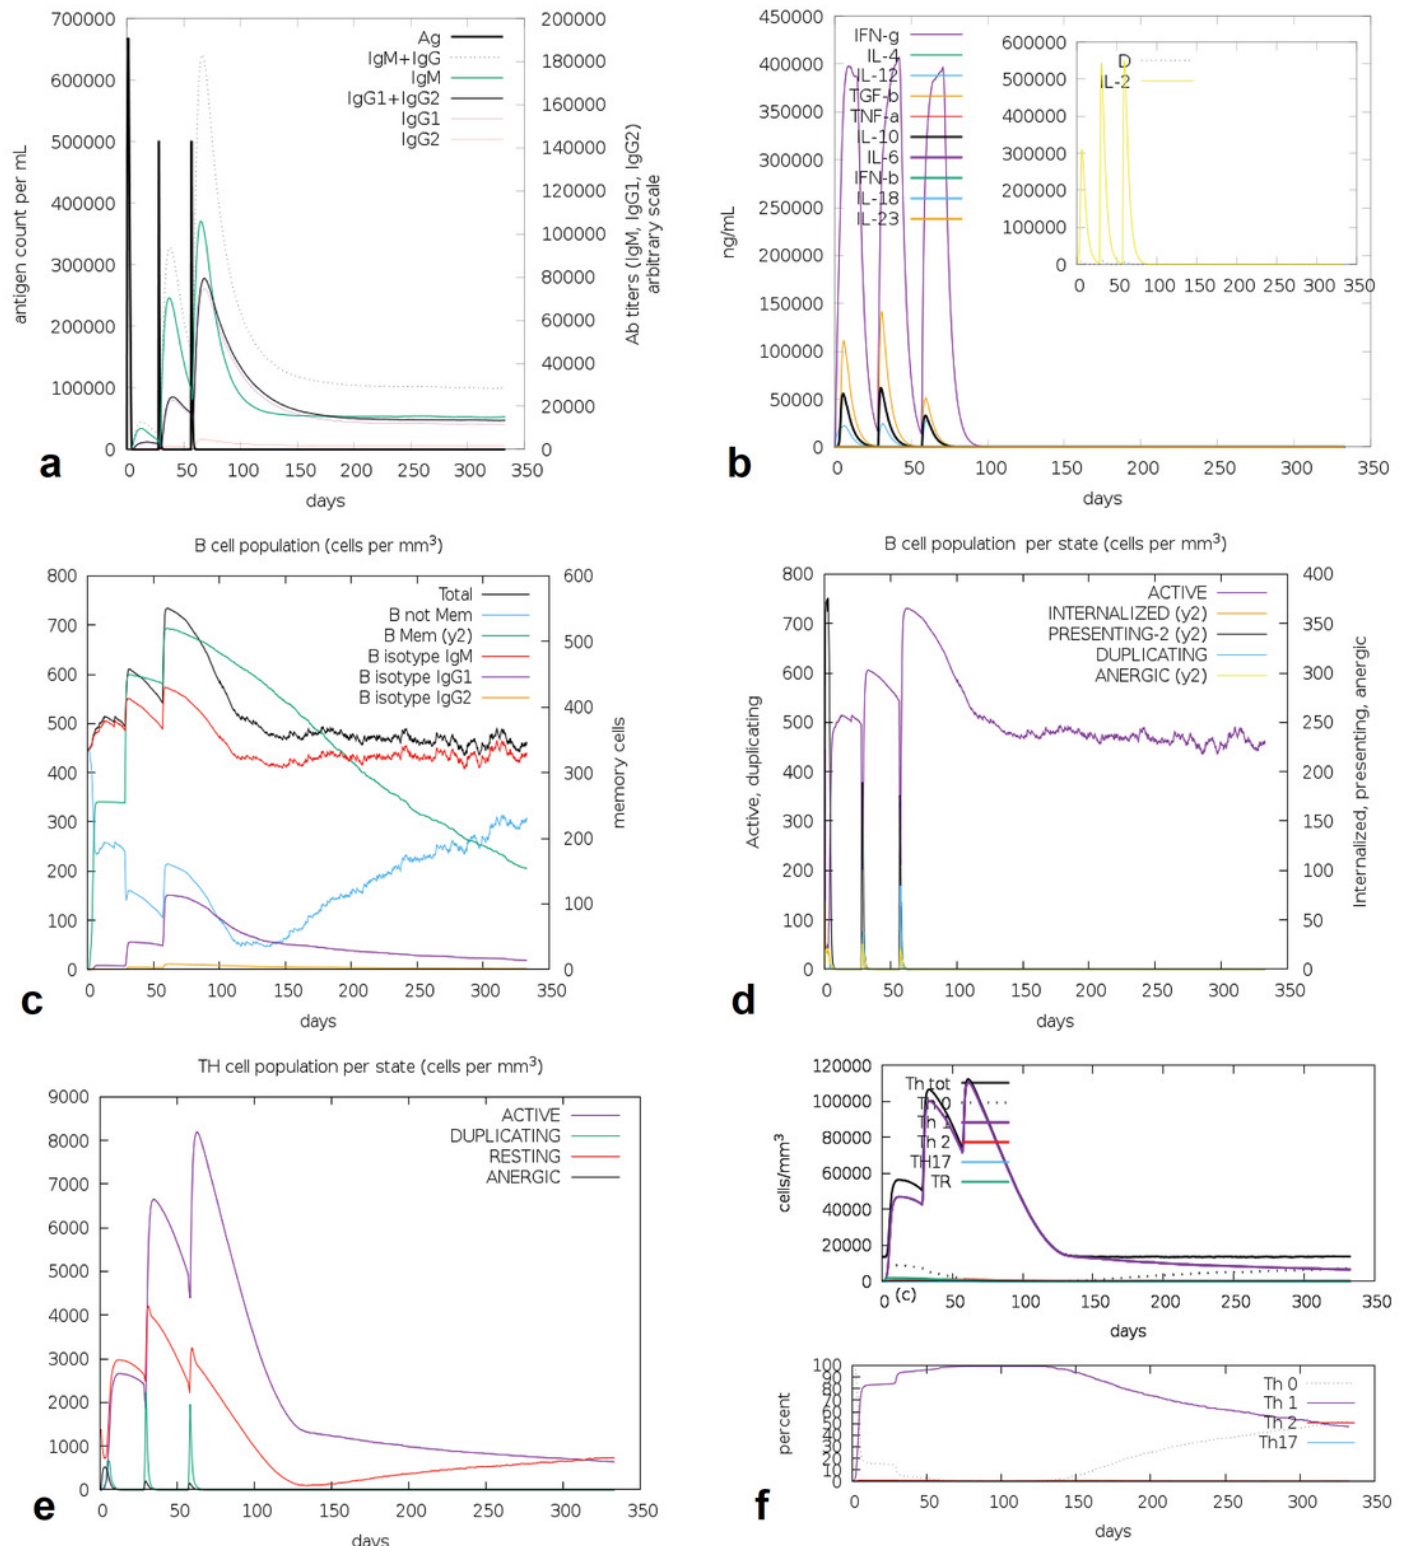 700000
600000
500000
400000
300000
200000
100000
0
200000
180000
160000
140000
120000
100000
80000
60000
40000
20000
0
Ag
IgM+IgG
IgM
IgG1+IgG2
IgG1
IgG2
antigen count per mL
Ab titers (IgM, IgG1, IgG2)
arbitrary scale
0 50 100 150 200 250 300 350
days
a
450000
400000
350000
300000
250000
200000
150000
100000
50000
0
IFN-g
IL-4
IL-12
TGF-b
TNF-a
IL-10
IL-6
IFN-b
IL-18
IL-23
ng/mL
600000
500000
400000
300000
200000
100000
0
D
IL-2
0 50 100 150 200 250 300 350
0 50 100 150 200 250 300 350
days
b
B cell population (cells per mm³)
800
700
600
500
400
300
200
100
0
600
500
400
300
200
100
0
Total
B not Mem
B Mem (y2)
B isotype IgM
B isotype IgG1
B isotype IgG2
memory cells
0 50 100 150 200 250 300 350
days
c
B cell population per state (cells per mm³)
800
700
600
500
400
300
200
100
0
400
350
300
250
200
150
100
50
0
ACTIVE
INTERNALIZED (y2)
PRESENTING-2 (y2)
DUPLICATING
ANERGIC (y2)
Active, duplicating
Internalized, presenting, anergic
0 50 100 150 200 250 300 350
days
d
TH cell population per state (cells per mm³)
9000
8000
7000
6000
5000
4000
3000
2000
1000
0
ACTIVE
DUPLICATING
RESTING
ANERGIC
0 50 100 150 200 250 300 350
days
e
120000
100000
80000
60000
40000
20000
0
Th tot
Th 0
Th 1
Th 2
TH17
TR
cells/mm³
0 50 100 150 200 250 300 350
(c)
days
100
90
80
70
60
50
40
30
20
10
0
Th 0
Th 1
Th 2
Th17
percent
0 50 100 150 200 250 300 350
days
f